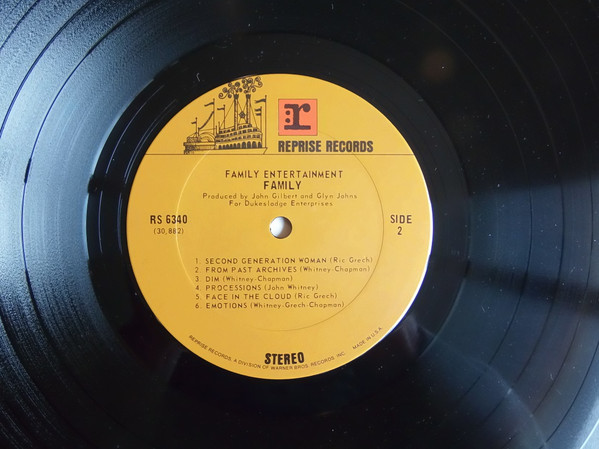 r
REPRISE RECORDS
FAMILY ENTERTAINMENT
FAMILY
Produced by John Gilbert and Glyn Johns
For Dukeslodge Enterprises
RS 6340
(30,882)
SIDE
2
1. SECOND GENERATION WOMAN (Ric Grech)
2. FROM PAST ARCHIVES (Whitney-Chapman)
3. DIM (Whitney-Chapman)
4. PROCESSIONS (John Whitney)
5. FACE IN THE CLOUD (Ric Grech)
6. EMOTIONS (Whitney-Grech-Chapman)
STEREO
REPRISE RECORDS, A DIVISION OF WARNER BROS. RECORDS, INC. MADE IN U.S.A.